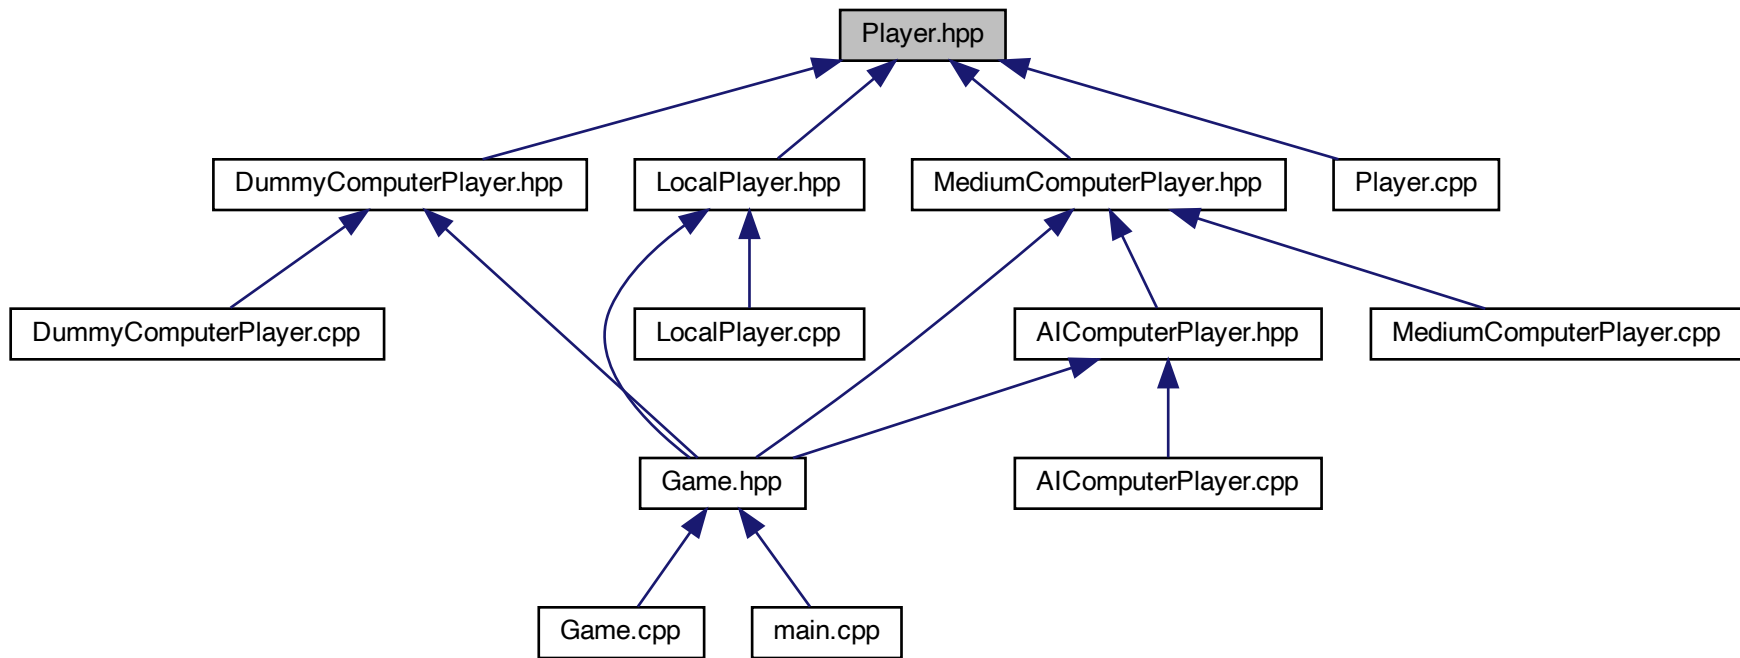 Player.hpp
DummyComputerPlayer.hpp
LocalPlayer.hpp
MediumComputerPlayer.hpp
Player.cpp
DummyComputerPlayer.cpp
LocalPlayer.cpp
AIComputerPlayer.hpp
MediumComputerPlayer.cpp
Game.hpp
AIComputerPlayer.cpp
Game.cpp
main.cpp